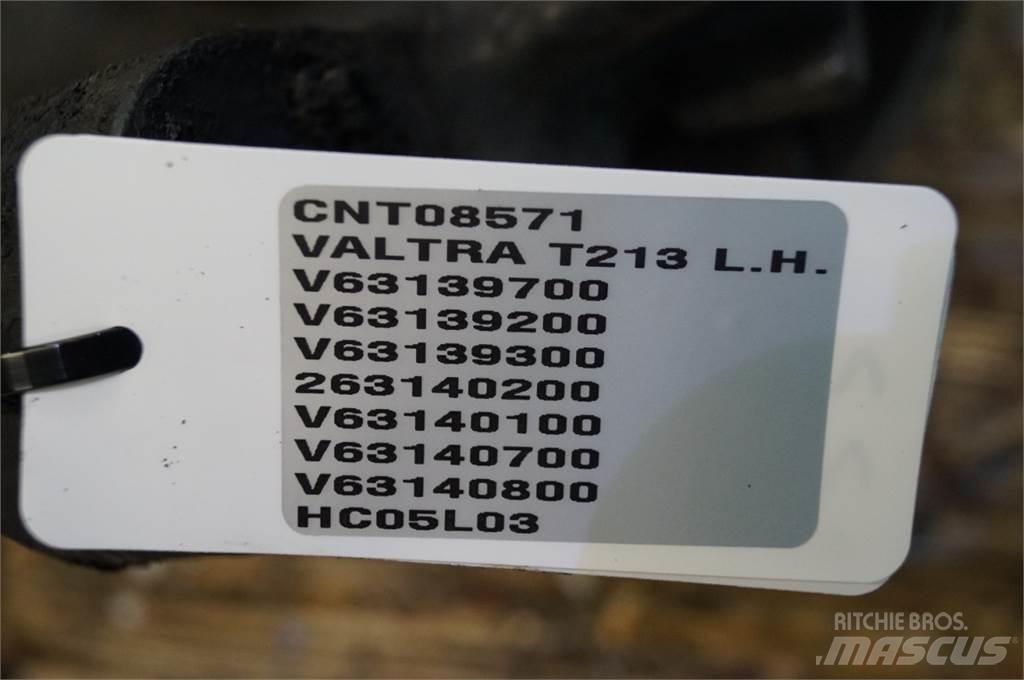 CNT08571
VALTRA T213 L.H.
V63139700
V63139200
V63139300
263140200
V63140100
V63140700
V63140800
HC05L03
RITCHIE BROS.
MASCUS